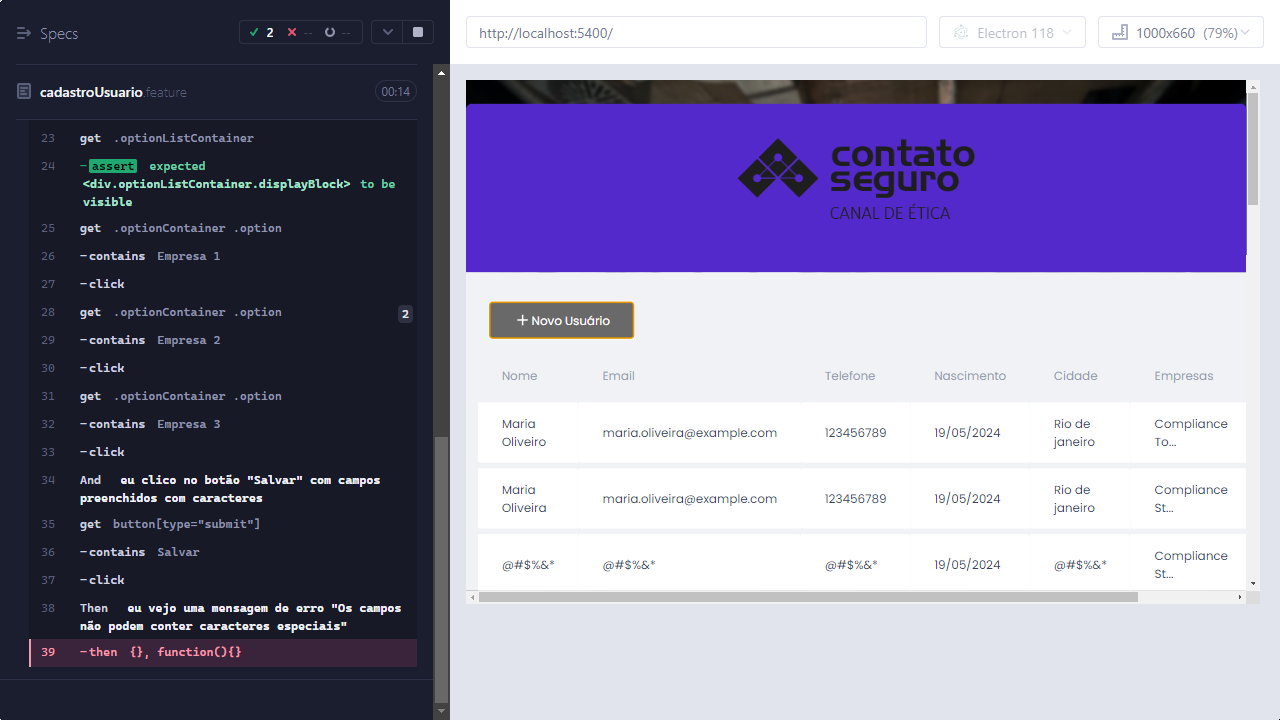 Specs
2
--
--
http://localhost:5400/
Electron 118
1000x660 (79%)
cadastroUsuario.feature
00:14
23 get .optionListContainer
24 -assert expected
<div.optionListContainer.displayBlock> to be
visible
25 get .optionContainer .option
26 -contains Empresa 1
27 -click
28 get .optionContainer .option 2
29 -contains Empresa 2
30 -click
31 get .optionContainer .option
32 -contains Empresa 3
33 -click
34 And eu clico no botão "Salvar" com campos
preenchidos com caracteres
35 get button[type="submit"]
36 -contains Salvar
37 -click
38 Then eu vejo uma mensagem de erro "Os campos
não podem conter caracteres especiais"
39 -then {}, function(){}
contato
seguro
CANAL DE ÉTICA
+ Novo Usuário
Nome Email Telefone Nascimento Cidade Empresas
Maria
Oliveiro
maria.oliveira@example.com
123456789
19/05/2024
Rio de
janeiro
Compliance
To...
Maria
Oliveira
maria.oliveira@example.com
123456789
19/05/2024
Rio de
janeiro
Compliance
St...
@#$%&*
@#$%&*
@#$%&*
19/05/2024
@#$%&*
Compliance
St...